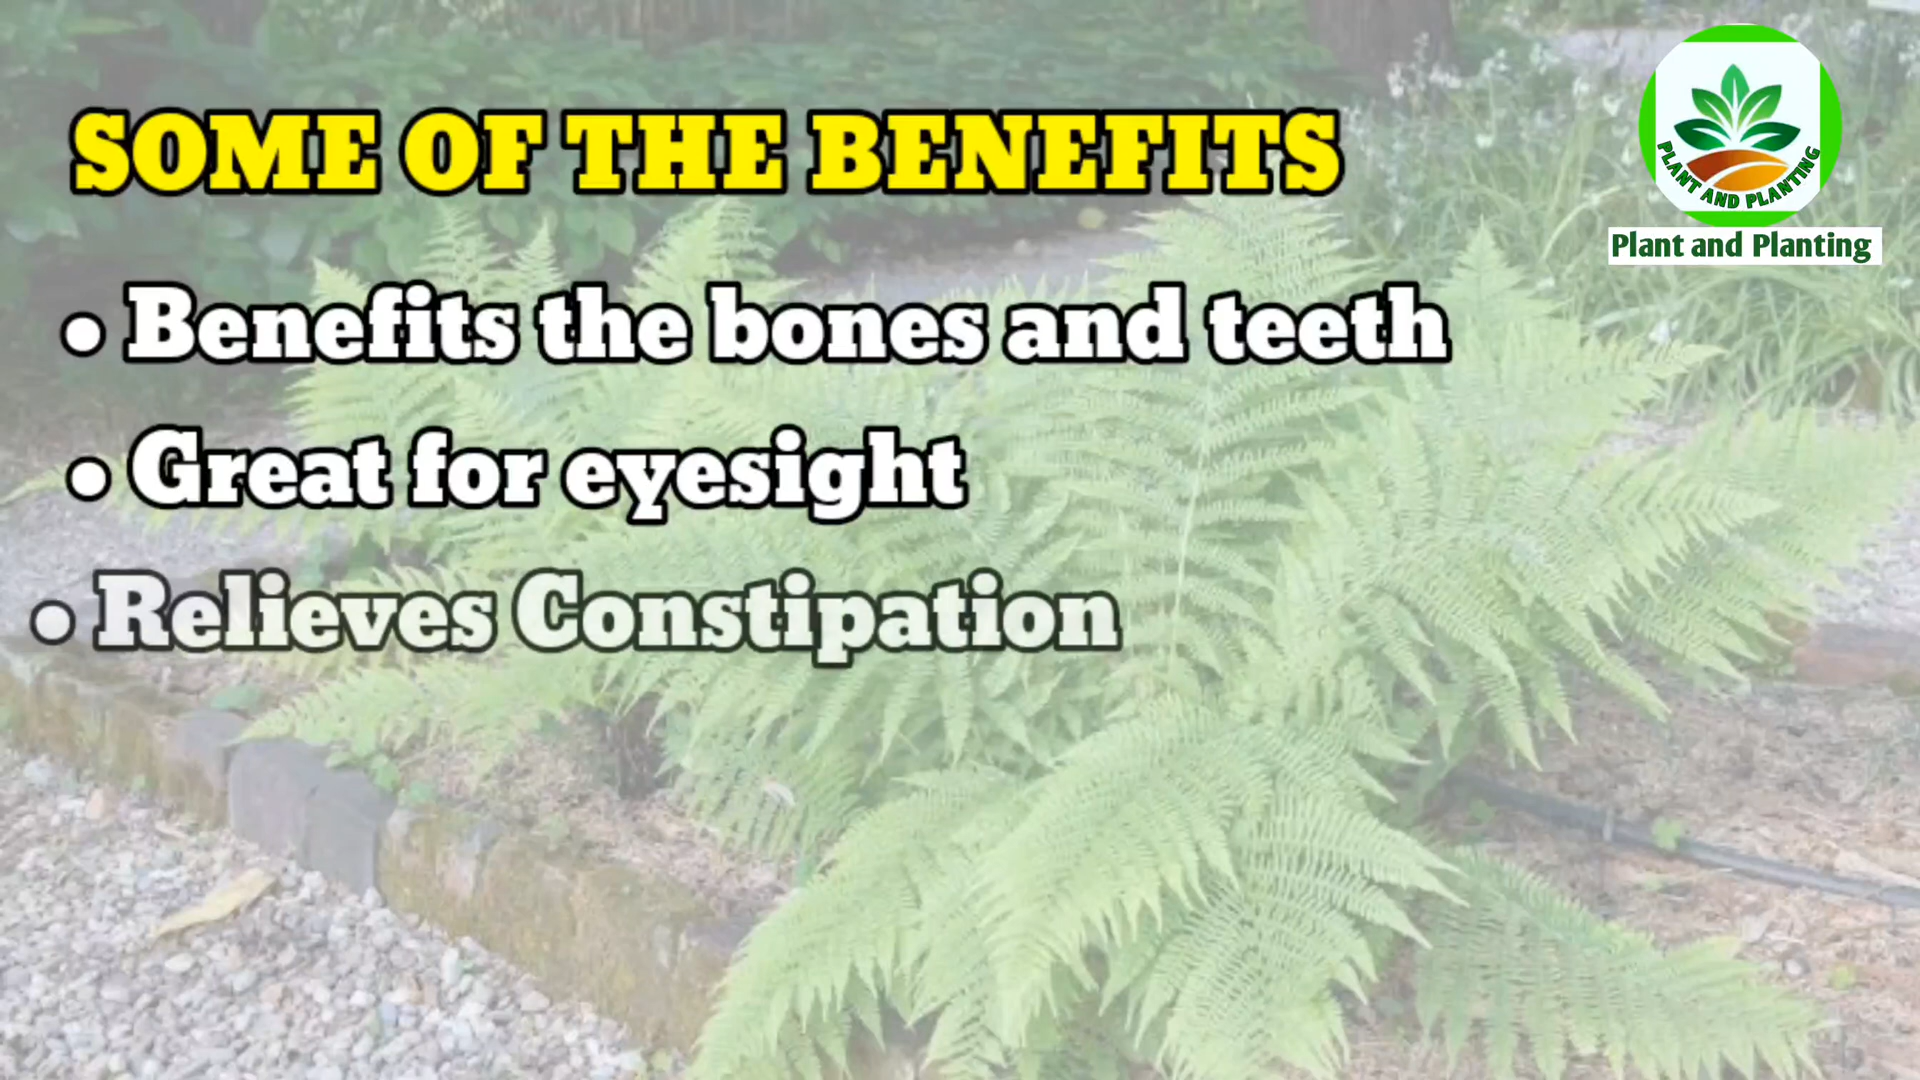 SOME OF THE BENEFITS
• Benefits the bones and teeth
• Great for eyesight
• Relieves Constipation
PLANT AND PLANTING
Plant and Planting